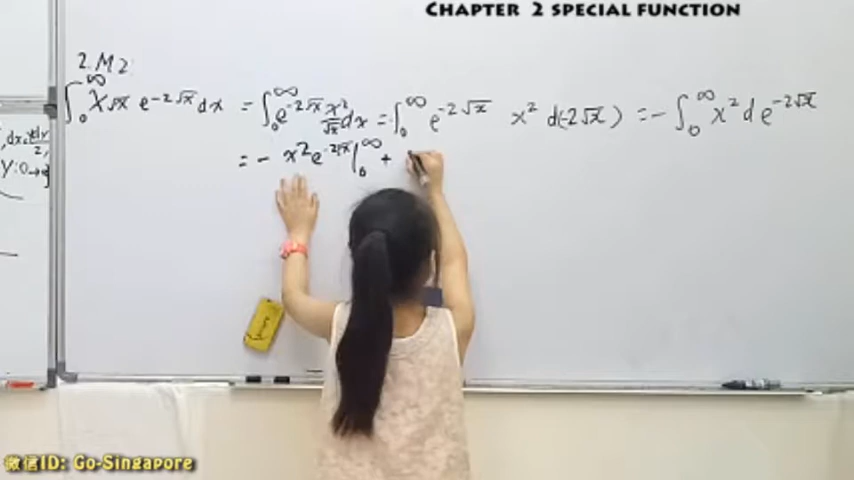 CHAPTER 2 SPECIAL FUNCTION
2. M2
∫₀^∞ x√x e^{-2√x} dx = ∫₀^∞ e^{-2√x} x²/√x dx = ∫₀^∞ e^{-2√x} x² d(-2√x) = - ∫₀^∞ x² d e^{-2√x}
= - x² e^{-2√x} |₀^∞ +
微信ID: Go-Singapore